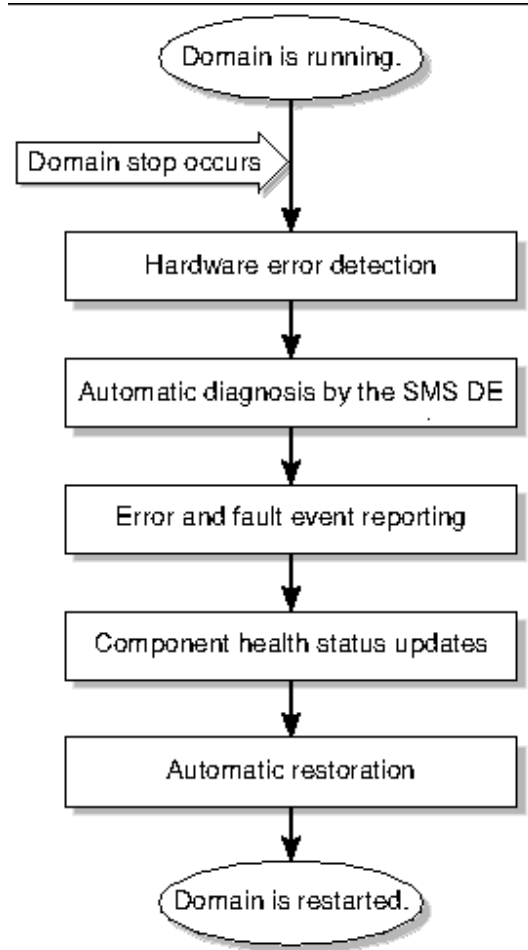 Domain is running.
Domain stop occurs
Hardware error detection
Automatic diagnosis by the SMS DE
Error and fault event reporting
Component health status updates
Automatic restoration
Domain is restarted.